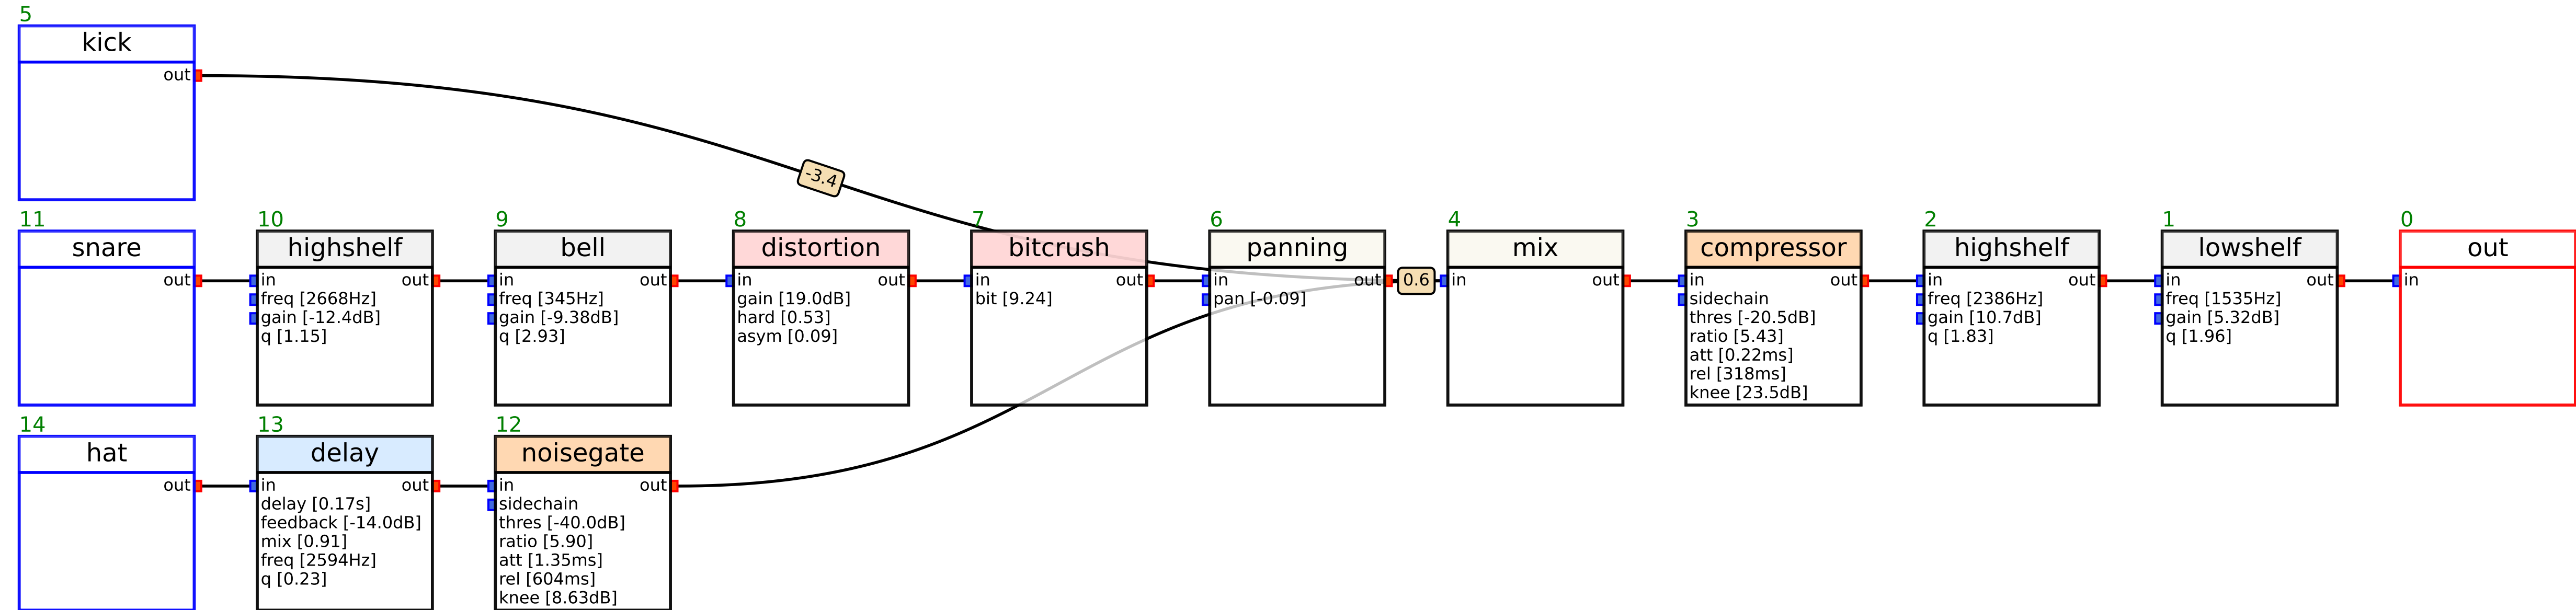 5
kick
out
-3.4
11
snare
out
10
highshelf
in out
freq [2668Hz]
gain [-12.4dB]
q [1.15]
9
bell
in out
freq [345Hz]
gain [-9.38dB]
q [2.93]
8
distortion
in out
gain [19.0dB]
hard [0.53]
asym [0.09]
7
bitcrush
in out
bit [9.24]
6
panning
in out
pan [-0.09]
0.6
4
mix
in out
3
compressor
in out
sidechain
thres [-20.5dB]
ratio [5.43]
att [0.22ms]
rel [318ms]
knee [23.5dB]
2
highshelf
in out
freq [2386Hz]
gain [10.7dB]
q [1.83]
1
lowshelf
in out
freq [1535Hz]
gain [5.32dB]
q [1.96]
0
out
in
14
hat
out
13
delay
in out
delay [0.17s]
feedback [-14.0dB]
mix [0.91]
freq [2594Hz]
q [0.23]
12
noisegate
in out
sidechain
thres [-40.0dB]
ratio [5.90]
att [1.35ms]
rel [604ms]
knee [8.63dB]